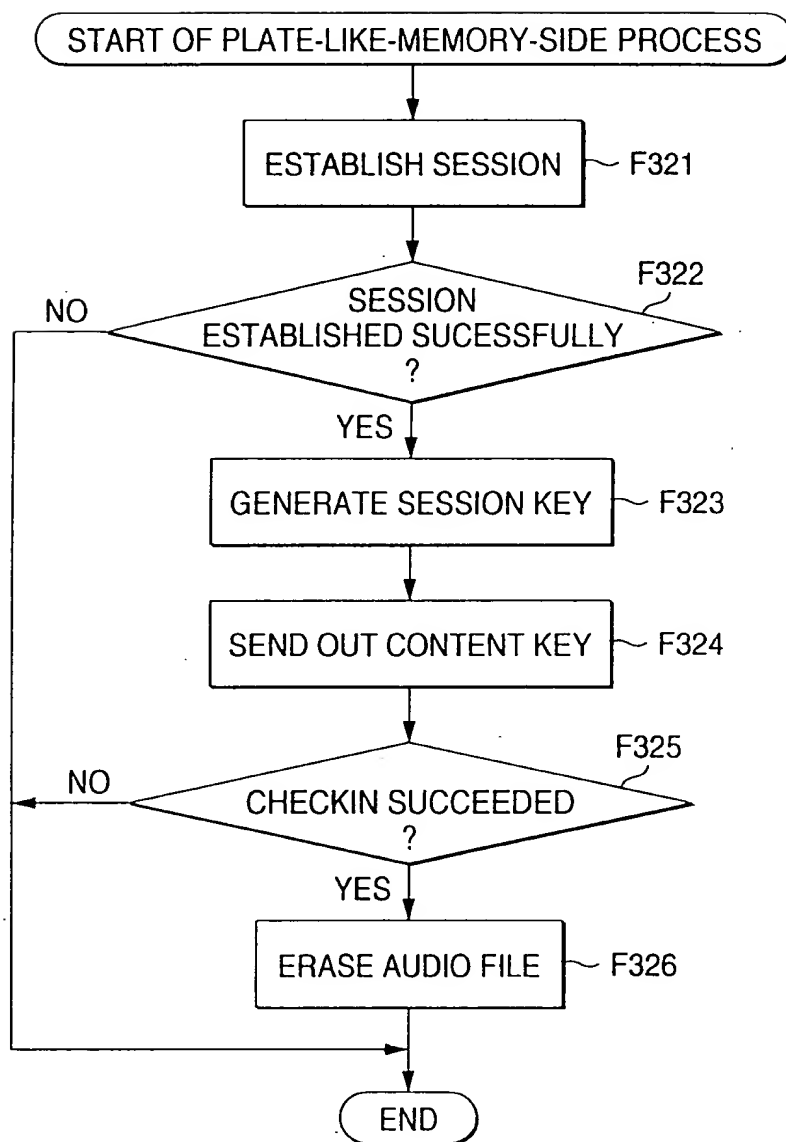 START OF PLATE-LIKE-MEMORY-SIDE PROCESS
ESTABLISH SESSION
F321
F322
NO
SESSION
ESTABLISHED SUCESSFULLY
?
YES
GENERATE SESSION KEY
F323
SEND OUT CONTENT KEY
F324
F325
NO
CHECKIN SUCCEEDED
?
YES
ERASE AUDIO FILE
F326
END